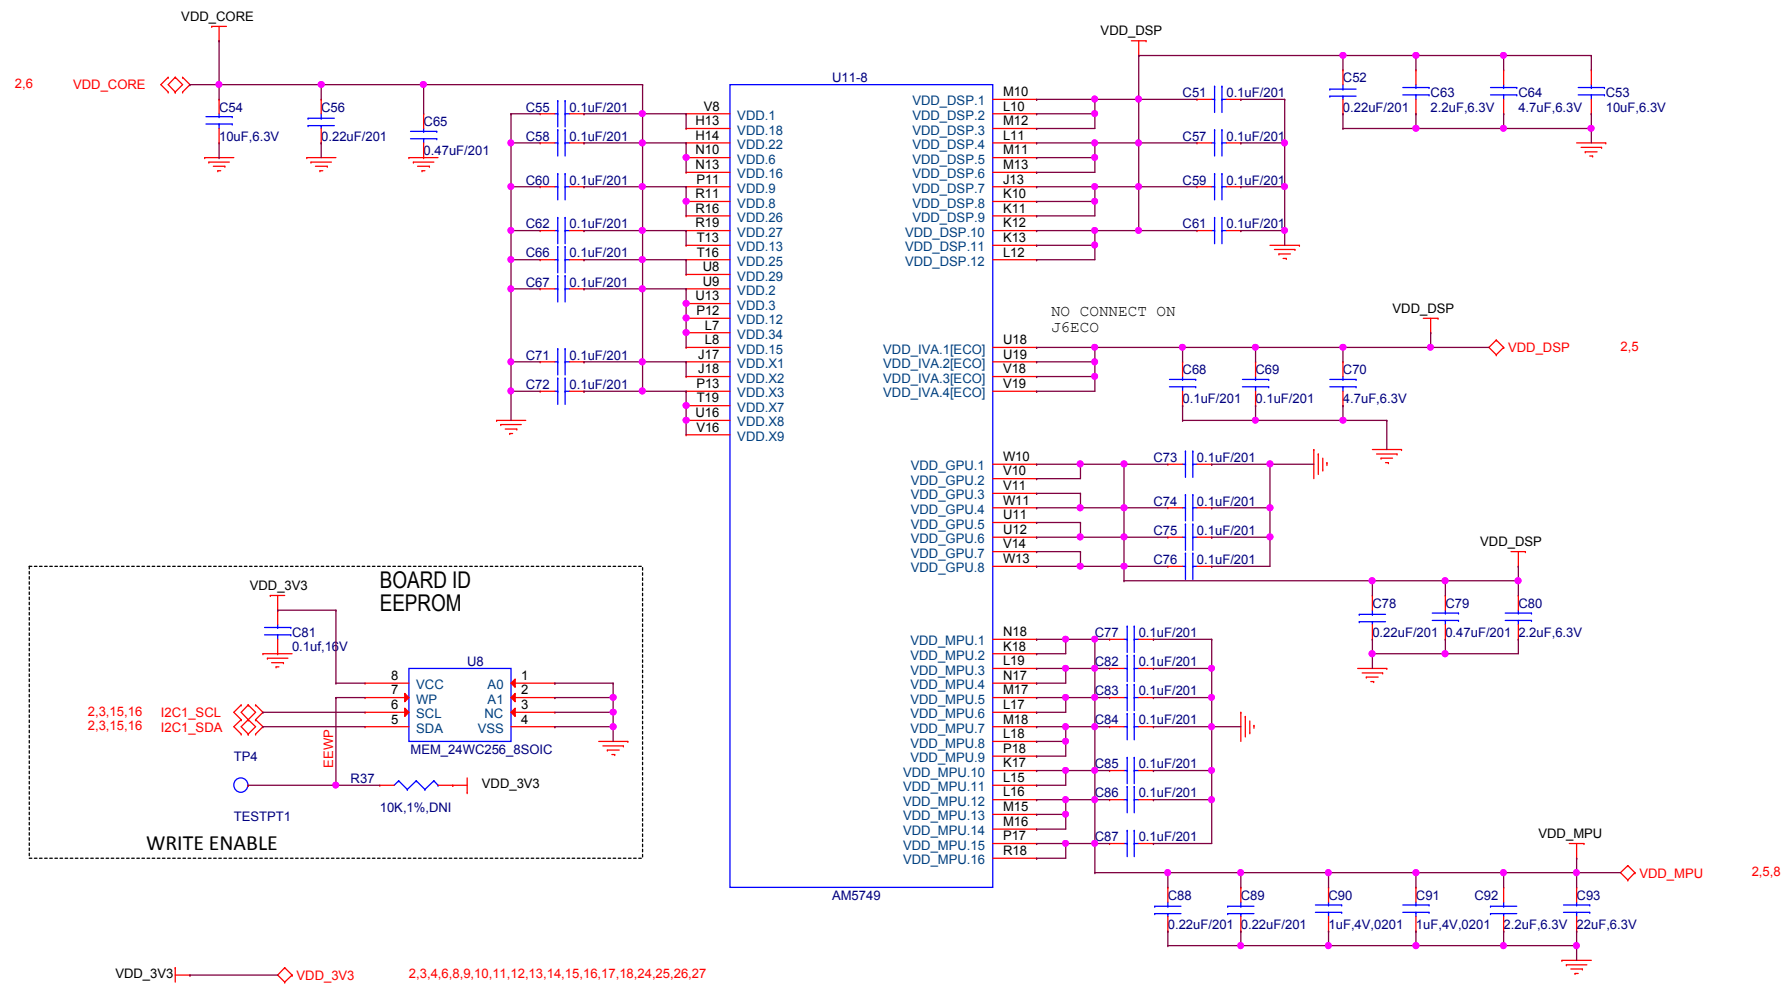 VDD_CORE
2,6 VDD_CORE
C54
10uF,6.3V
C56
0.22uF/201
C65
0.47uF/201
C55 0.1uF/201
C58 0.1uF/201
C60 0.1uF/201
C62 0.1uF/201
C66 0.1uF/201
C67 0.1uF/201
C71 0.1uF/201
C72 0.1uF/201
U11-8
V8 VDD.1
H13 VDD.18
H14 VDD.22
N10 VDD.6
N13 VDD.16
P11 VDD.9
R11 VDD.8
R16 VDD.26
R19 VDD.27
T13 VDD.13
T16 VDD.25
U8 VDD.29
U9 VDD.2
U13 VDD.3
P12 VDD.12
L7 VDD.34
L8 VDD.15
J17 VDD.X1
J18 VDD.X2
P13 VDD.X3
T19 VDD.X7
U16 VDD.X8
V16 VDD.X9
VDD_DSP.1 M10
VDD_DSP.2 L10
VDD_DSP.3 M12
VDD_DSP.4 L11
VDD_DSP.5 M11
VDD_DSP.6 M13
VDD_DSP.7 J13
VDD_DSP.8 K10
VDD_DSP.9 K11
VDD_DSP.10 K12
VDD_DSP.11 K13
VDD_DSP.12 L12
VDD_IVA.1[ECO] U18
VDD_IVA.2[ECO] U19
VDD_IVA.3[ECO] V18
VDD_IVA.4[ECO] V19
VDD_GPU.1 W10
VDD_GPU.2 V10
VDD_GPU.3 V11
VDD_GPU.4 W11
VDD_GPU.5 U11
VDD_GPU.6 U12
VDD_GPU.7 V14
VDD_GPU.8 W13
VDD_MPU.1 N18
VDD_MPU.2 K18
VDD_MPU.3 L19
VDD_MPU.4 N17
VDD_MPU.5 M17
VDD_MPU.6 L17
VDD_MPU.7 M18
VDD_MPU.8 L18
VDD_MPU.9 P18
VDD_MPU.10 K17
VDD_MPU.11 L15
VDD_MPU.12 L16
VDD_MPU.13 M15
VDD_MPU.14 M16
VDD_MPU.15 P17
VDD_MPU.16 R18
AM5749
VDD_DSP
C51 0.1uF/201
C57 0.1uF/201
C59 0.1uF/201
C61 0.1uF/201
C52
0.22uF/201
C63
2.2uF,6.3V
C64
4.7uF,6.3V
C53
10uF,6.3V
NO CONNECT ON
J6ECO
VDD_DSP
VDD_DSP 2,5
C68
0.1uF/201
C69
0.1uF/201
C70
4.7uF,6.3V
C73 0.1uF/201
C74 0.1uF/201
C75 0.1uF/201
C76 0.1uF/201
VDD_DSP
C78
0.22uF/201
C79
0.47uF/201
C80
2.2uF,6.3V
C77 0.1uF/201
C82 0.1uF/201
C83 0.1uF/201
C84 0.1uF/201
C85 0.1uF/201
C86 0.1uF/201
C87 0.1uF/201
VDD_MPU
VDD_MPU 2,5,8
C88
0.22uF/201
C89
0.22uF/201
C90
1uF,4V,0201
C91
1uF,4V,0201
C92
2.2uF,6.3V
C93
22uF,6.3V
BOARD ID
EEPROM
VDD_3V3
C81
0.1uf,16V
U8
8 VCC A0 1
7 WP A1 2
6 SCL NC 3
5 SDA VSS 4
MEM_24WC256_8SOIC
2,3,15,16 I2C1_SCL
2,3,15,16 I2C1_SDA
EEWP
TP4
TESTPT1
R37
10K,1%,DNI
VDD_3V3
WRITE ENABLE
VDD_3V3 VDD_3V3 2,3,4,6,8,9,10,11,12,13,14,15,16,17,18,24,25,26,27